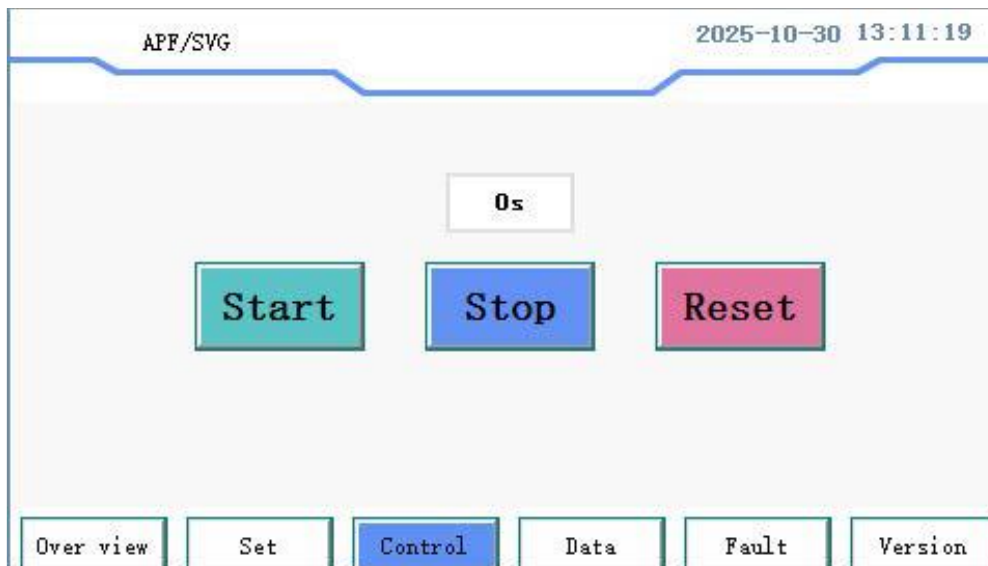 APF/SVG 2025-10-30 13:11:19
0s
Start Stop Reset
Over view Set Control Data Fault Version